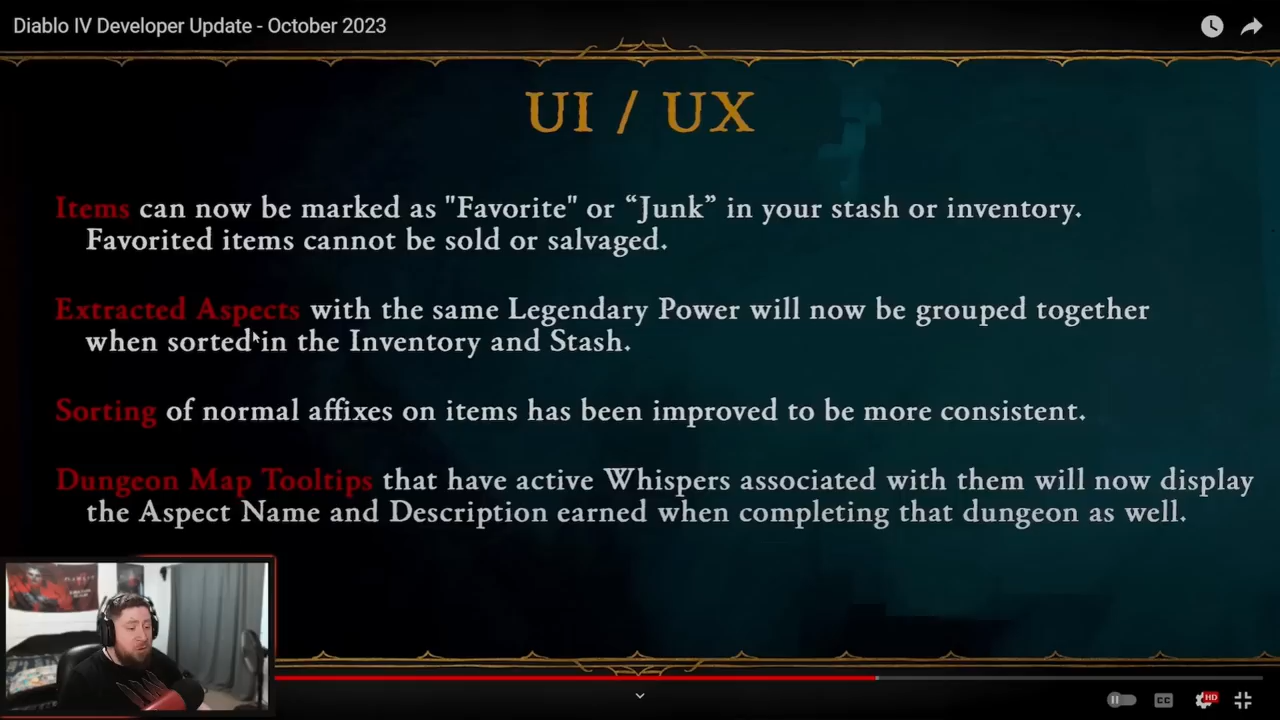 Diablo IV Developer Update - October 2023
UI / UX
Items can now be marked as "Favorite" or “Junk” in your stash or inventory.
Favorited items cannot be sold or salvaged.
Extracted Aspects with the same Legendary Power will now be grouped together
when sorted in the Inventory and Stash.
Sorting of normal affixes on items has been improved to be more consistent.
Dungeon Map Tooltips that have active Whispers associated with them will now display
the Aspect Name and Description earned when completing that dungeon as well.
CC
HD